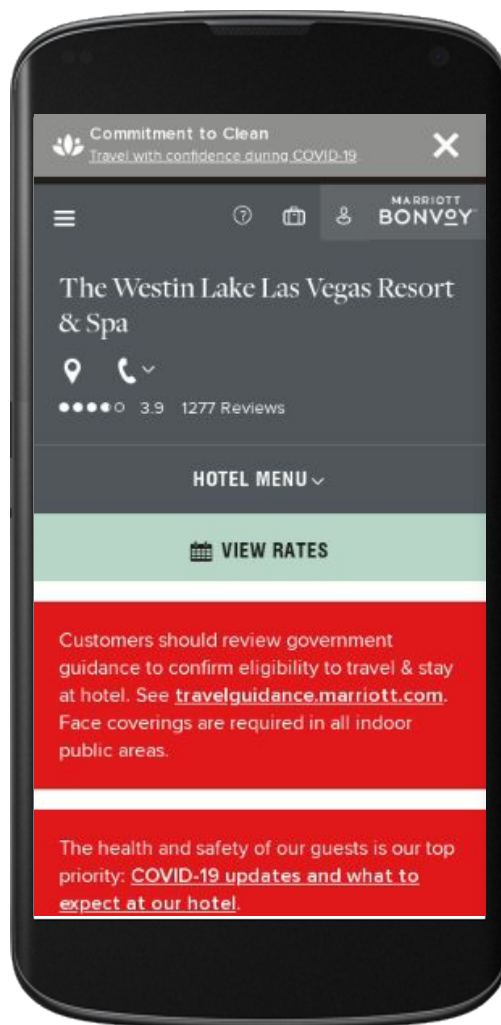 Commitment to Clean
Travel with confidence during COVID-19
MARRIOTT
BONVOY
The Westin Lake Las Vegas Resort
& Spa
3.9 1277 Reviews
HOTEL MENU
VIEW RATES
Customers should review government
guidance to confirm eligibility to travel & stay
at hotel. See travelguidance.marriott.com.
Face coverings are required in all indoor
public areas.
The health and safety of our guests is our top
priority: COVID-19 updates and what to
expect at our hotel.